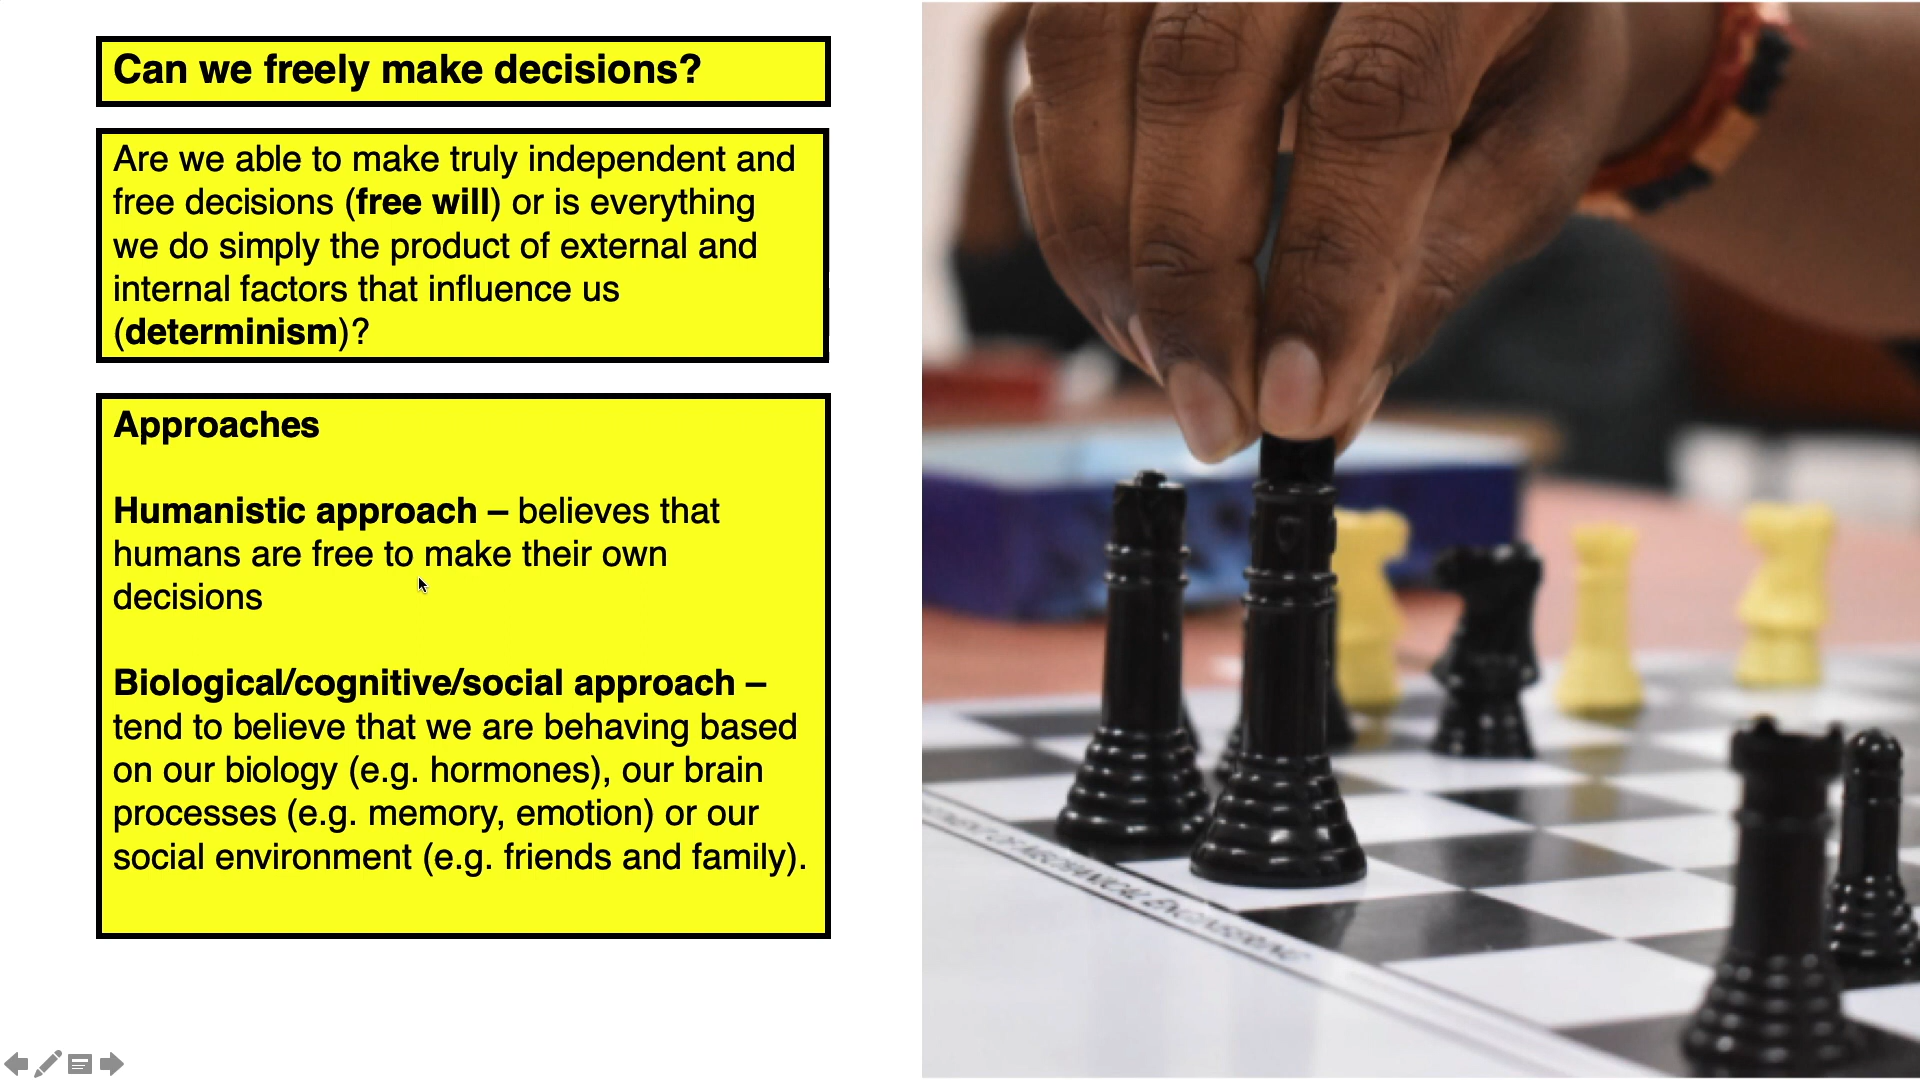 Can we freely make decisions?
Are we able to make truly independent and
free decisions (free will) or is everything
we do simply the product of external and
internal factors that influence us
(determinism)?
Approaches
Humanistic approach – believes that
humans are free to make their own
decisions
Biological/cognitive/social approach –
tend to believe that we are behaving based
on our biology (e.g. hormones), our brain
processes (e.g. memory, emotion) or our
social environment (e.g. friends and family).
OF MECHANICAL ENGINEERING